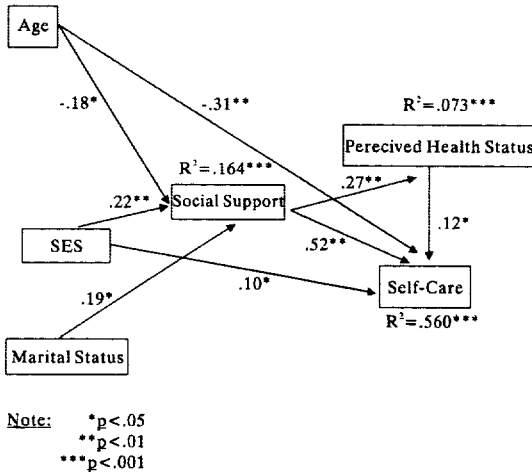 Age
-.18*
-.31**
R²=.073***
Perecived Health Status
R²=.164***
Social Support
.27**
.22**
.12*
SES
.52**
.10*
Self-Care
.19*
R²=.560***
Marital Status
Note: *p<.05
**p<.01
***p<.001